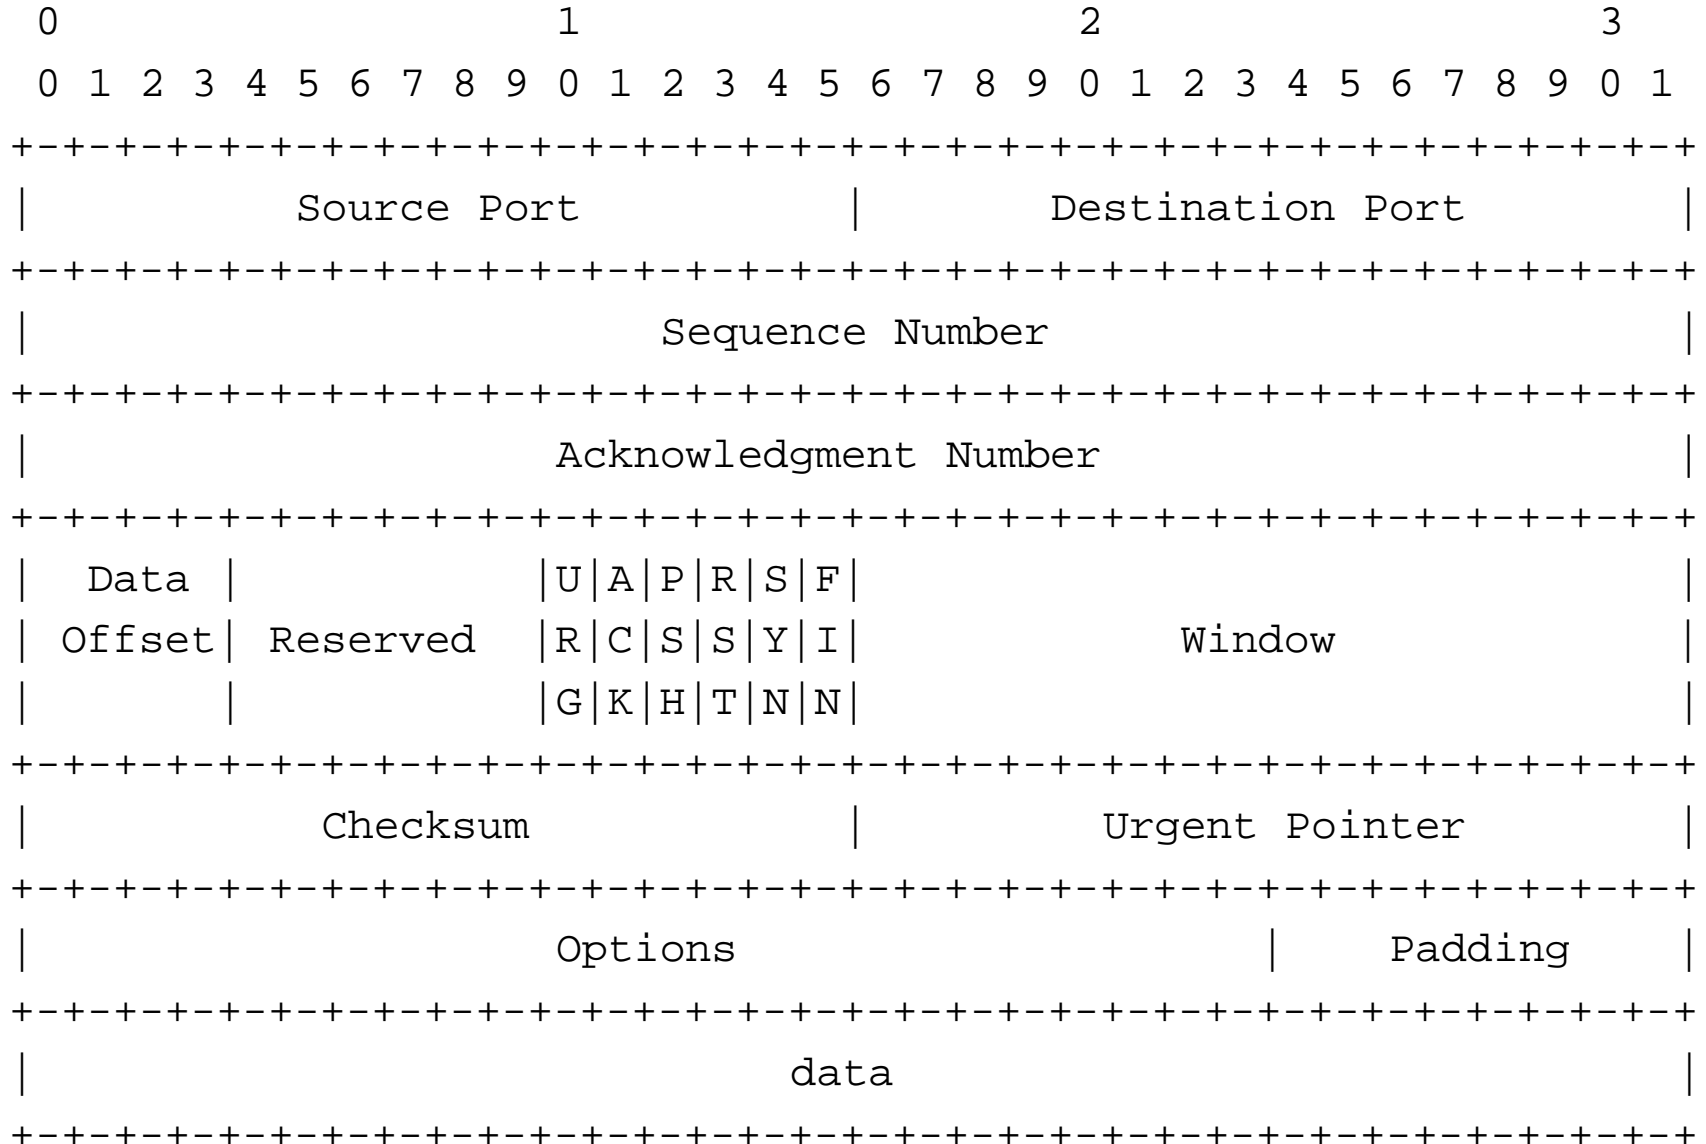 0                   1                   2                   3
 0 1 2 3 4 5 6 7 8 9 0 1 2 3 4 5 6 7 8 9 0 1 2 3 4 5 6 7 8 9 0 1
+-+-+-+-+-+-+-+-+-+-+-+-+-+-+-+-+-+-+-+-+-+-+-+-+-+-+-+-+-+-+-+-+
|          Source Port          |       Destination Port        |
+-+-+-+-+-+-+-+-+-+-+-+-+-+-+-+-+-+-+-+-+-+-+-+-+-+-+-+-+-+-+-+-+
|                        Sequence Number                        |
+-+-+-+-+-+-+-+-+-+-+-+-+-+-+-+-+-+-+-+-+-+-+-+-+-+-+-+-+-+-+-+-+
|                    Acknowledgment Number                      |
+-+-+-+-+-+-+-+-+-+-+-+-+-+-+-+-+-+-+-+-+-+-+-+-+-+-+-+-+-+-+-+-+
|  Data |           |U|A|P|R|S|F|                               |
| Offset| Reserved  |R|C|S|S|Y|I|            Window             |
|       |           |G|K|H|T|N|N|                               |
+-+-+-+-+-+-+-+-+-+-+-+-+-+-+-+-+-+-+-+-+-+-+-+-+-+-+-+-+-+-+-+-+
|           Checksum            |         Urgent Pointer        |
+-+-+-+-+-+-+-+-+-+-+-+-+-+-+-+-+-+-+-+-+-+-+-+-+-+-+-+-+-+-+-+-+
|                    Options                    |    Padding    |
+-+-+-+-+-+-+-+-+-+-+-+-+-+-+-+-+-+-+-+-+-+-+-+-+-+-+-+-+-+-+-+-+
|                             data                              |
+-+-+-+-+-+-+-+-+-+-+-+-+-+-+-+-+-+-+-+-+-+-+-+-+-+-+-+-+-+-+-+-+